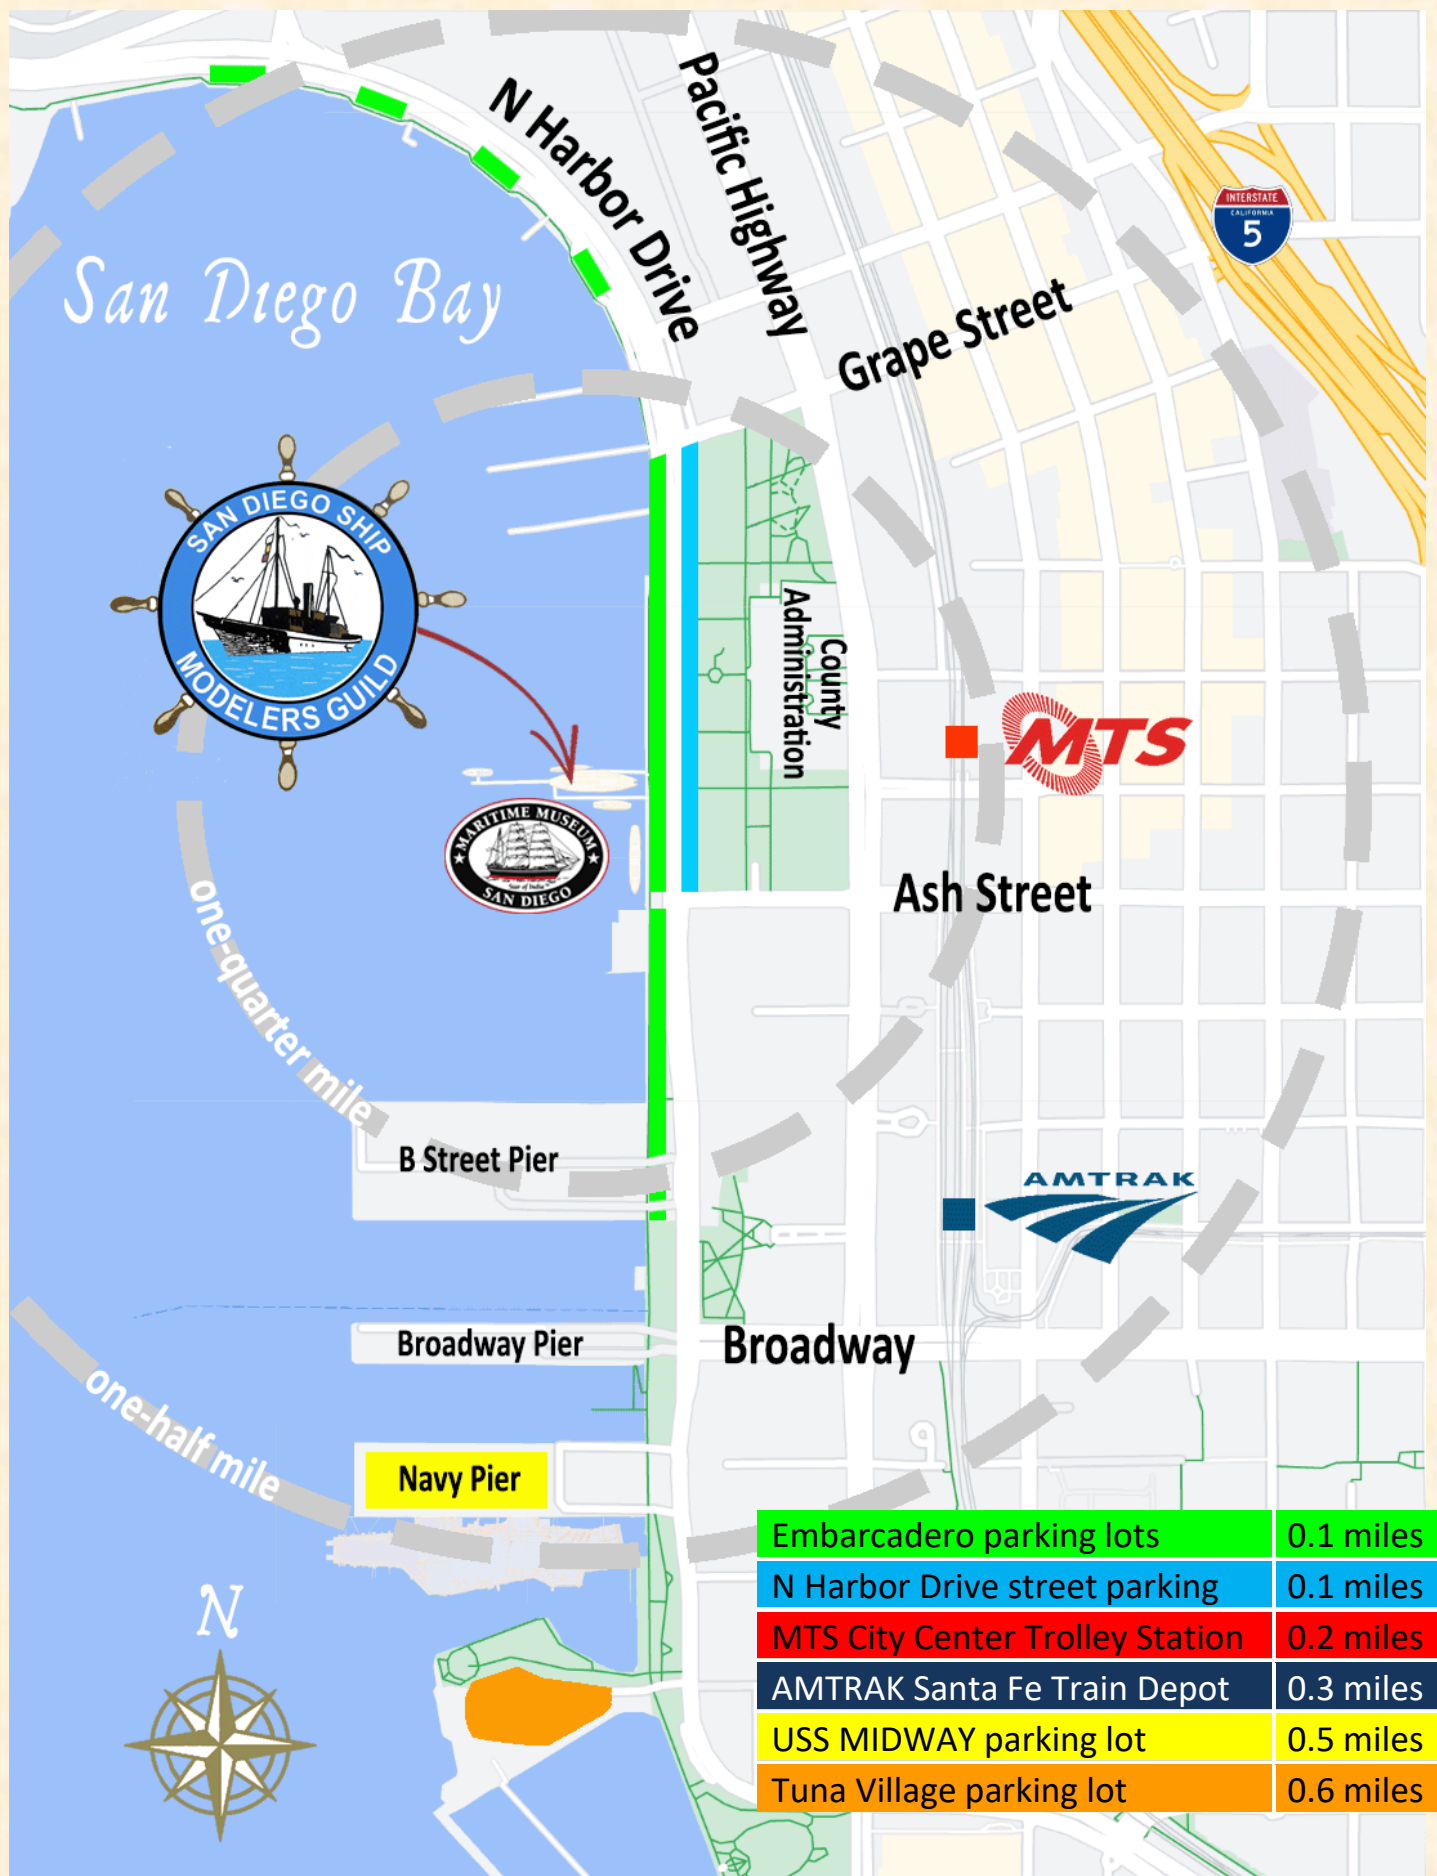 N Harbor Drive
Pacific Highway
INTERSTATE
CALIFORNIA
5
San Diego Bay
Grape Street
SAN DIEGO SHIP
MODELERS GUILD
County
Administration
MTS
MARITIME MUSEUM
Star of India
SAN DIEGO
Ash Street
one-quarter mile
B Street Pier
AMTRAK
Broadway Pier
Broadway
one-half mile
Navy Pier
N
Embarcadero parking lots 0.1 miles
N Harbor Drive street parking 0.1 miles
MTS City Center Trolley Station 0.2 miles
AMTRAK Santa Fe Train Depot 0.3 miles
USS MIDWAY parking lot 0.5 miles
Tuna Village parking lot 0.6 miles